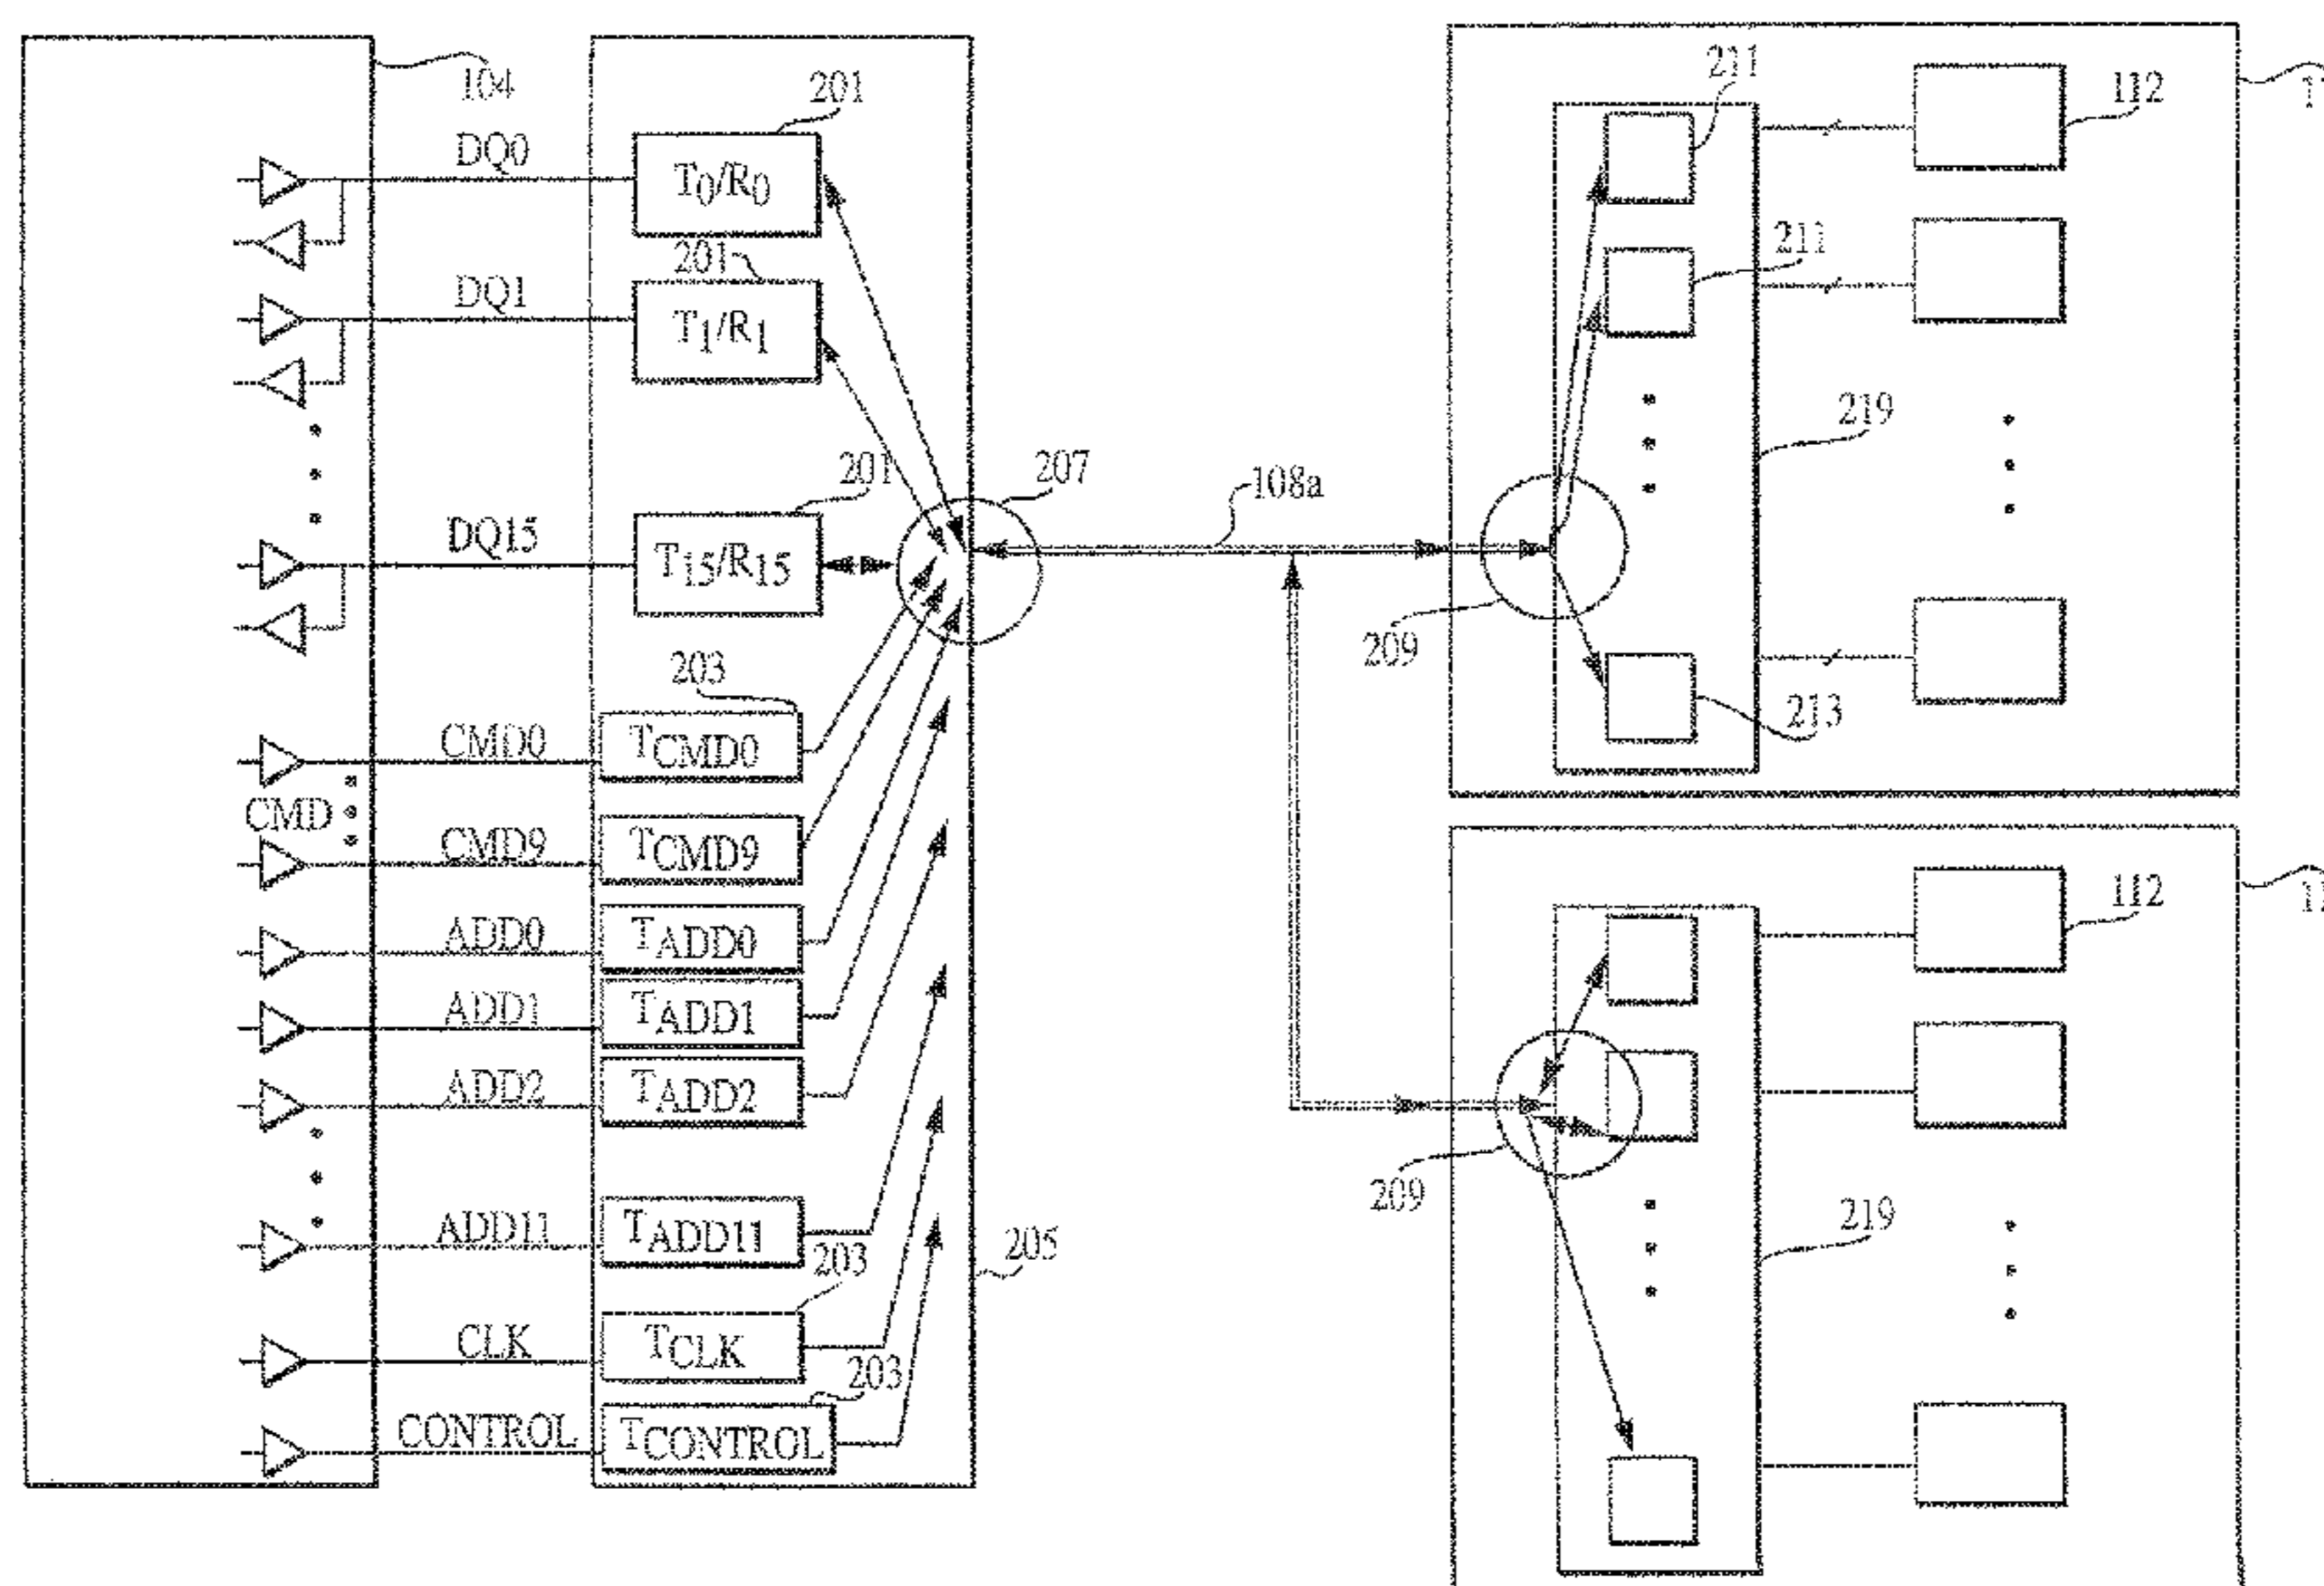 104
201
211
112
DQ0
T0/R0
201
211
DQ1
T1/R1
219
201
207
108a
DQ15
T15/R15
209
203
213
CMD0
TCMD0
CMD
CMD9
TCMD9
112
ADD0
TADD0
ADD1
TADD1
ADD2
TADD2
209
219
ADD11
TADD11
203
205
CLK
TCLK
203
CONTROL
TCONTROL